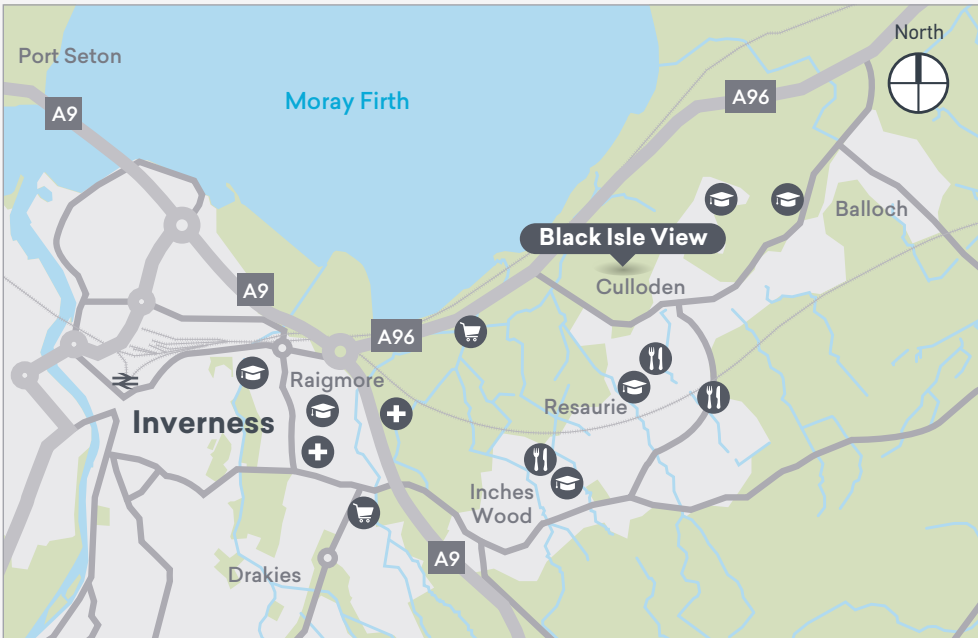 North
Port Seton
A96
Moray Firth
A9
Balloch
Black Isle View
Culloden
A9
A96
Raigmore
Resaurie
Inverness
Inches
Wood
A9
Drakies